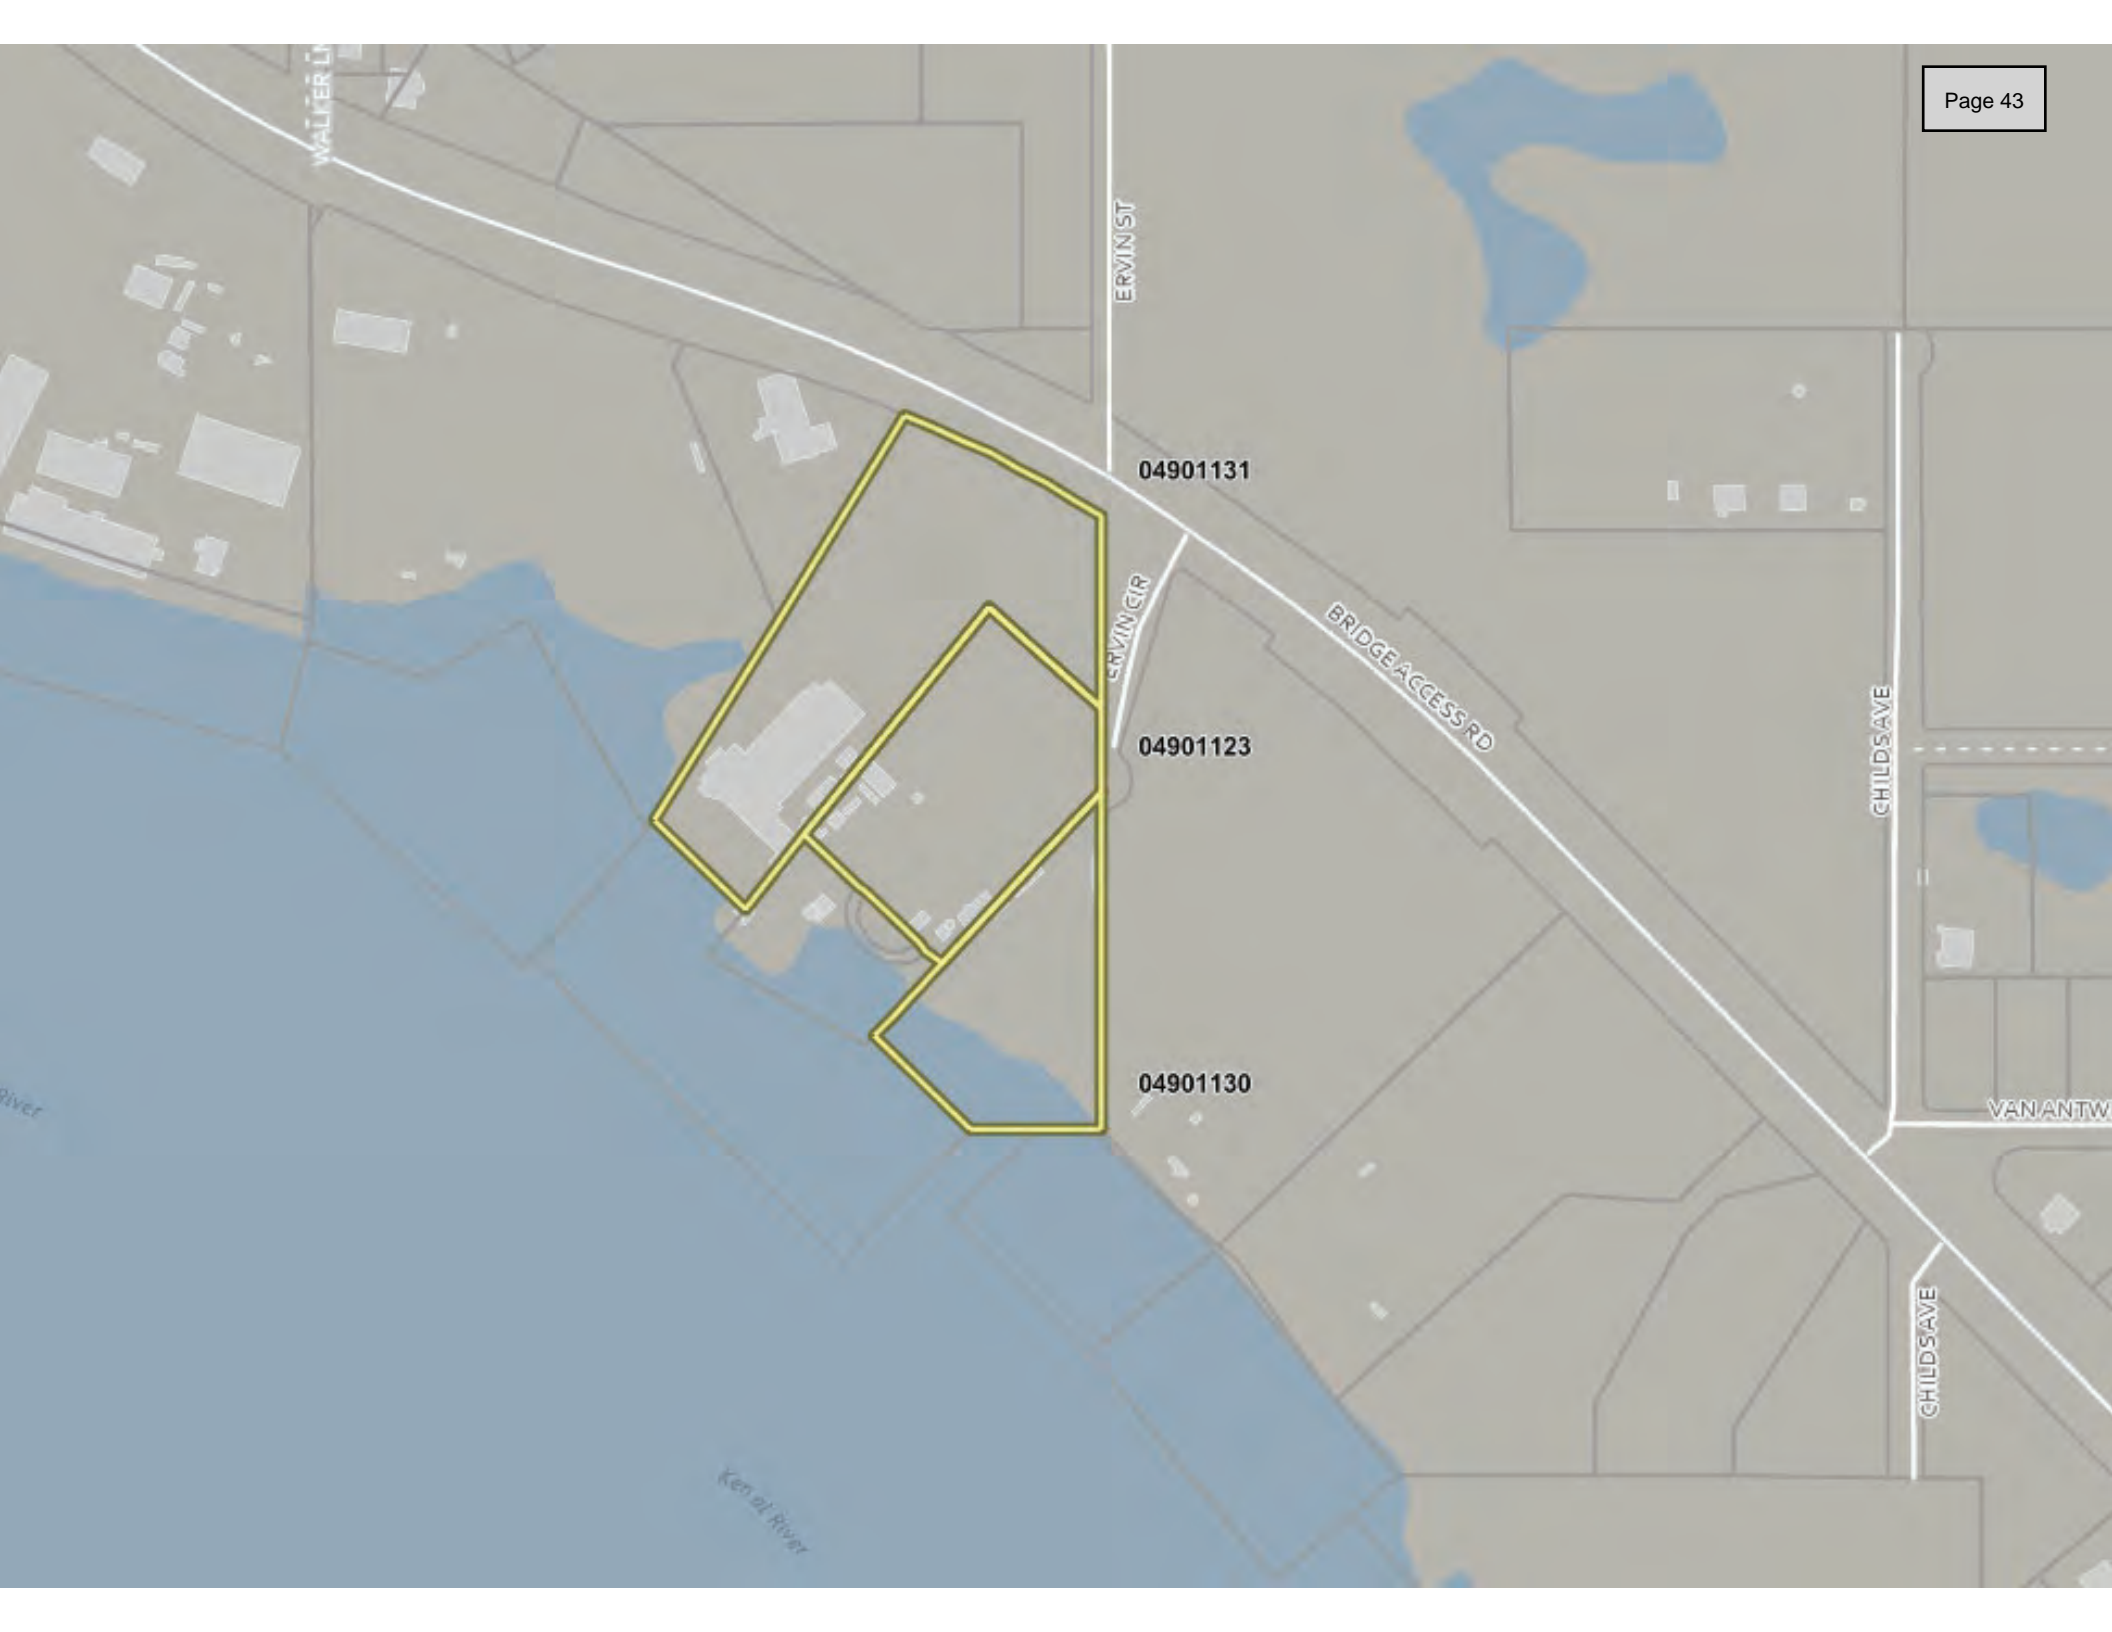 WALKER LN
Page 43
ERVIN ST
04901131
ERVIN CIR
BRIDGE ACCESS RD
04901123
CHILDS AVE
04901130
River
VAN ANTW
CHILDS AVE
Kenai River